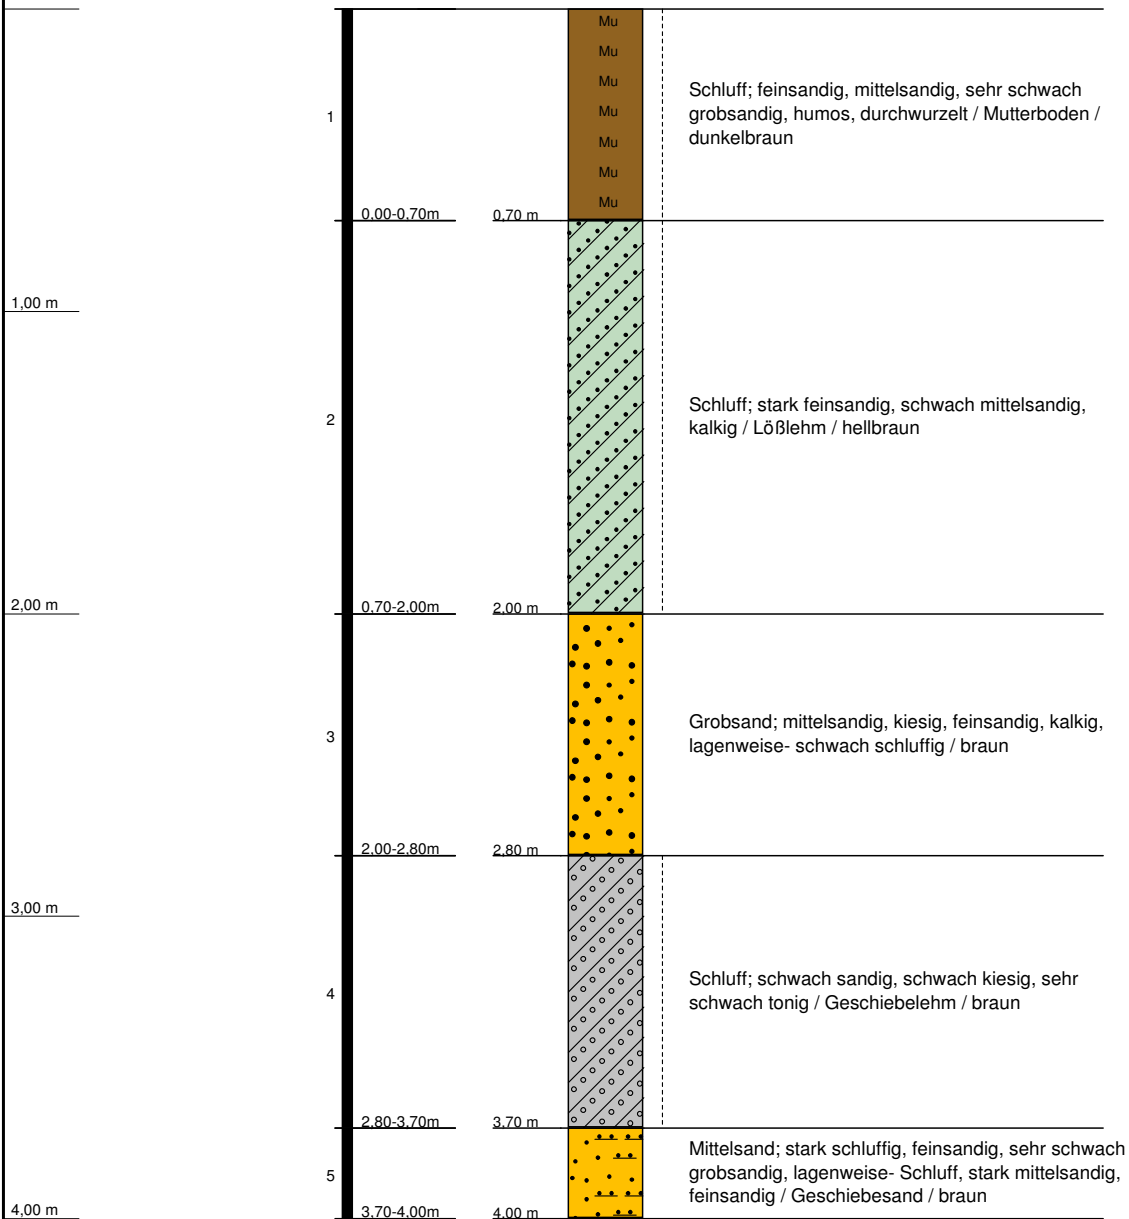 Mu
Mu
Mu
Mu
Mu
Mu
Mu
1
Schluff; feinsandig, mittelsandig, sehr schwach
grobsandig, humos, durchwurzelt / Mutterboden /
dunkelbraun
0,00-0,70m 0,70 m
1,00 m
2
Schluff; stark feinsandig, schwach mittelsandig,
kalkig / Lößlehm / hellbraun
2,00 m 0,70-2,00m 2,00 m
3
Grobsand; mittelsandig, kiesig, feinsandig, kalkig,
lagenweise- schwach schluffig / braun
2,00-2,80m 2,80 m
3,00 m
4
Schluff; schwach sandig, schwach kiesig, sehr
schwach tonig / Geschiebelehm / braun
2,80-3,70m 3,70 m
5
Mittelsand; stark schluffig, feinsandig, sehr schwach
grobsandig, lagenweise- Schluff, stark mittelsandig,
feinsandig / Geschiebesand / braun
4,00 m 3,70-4,00m 4,00 m